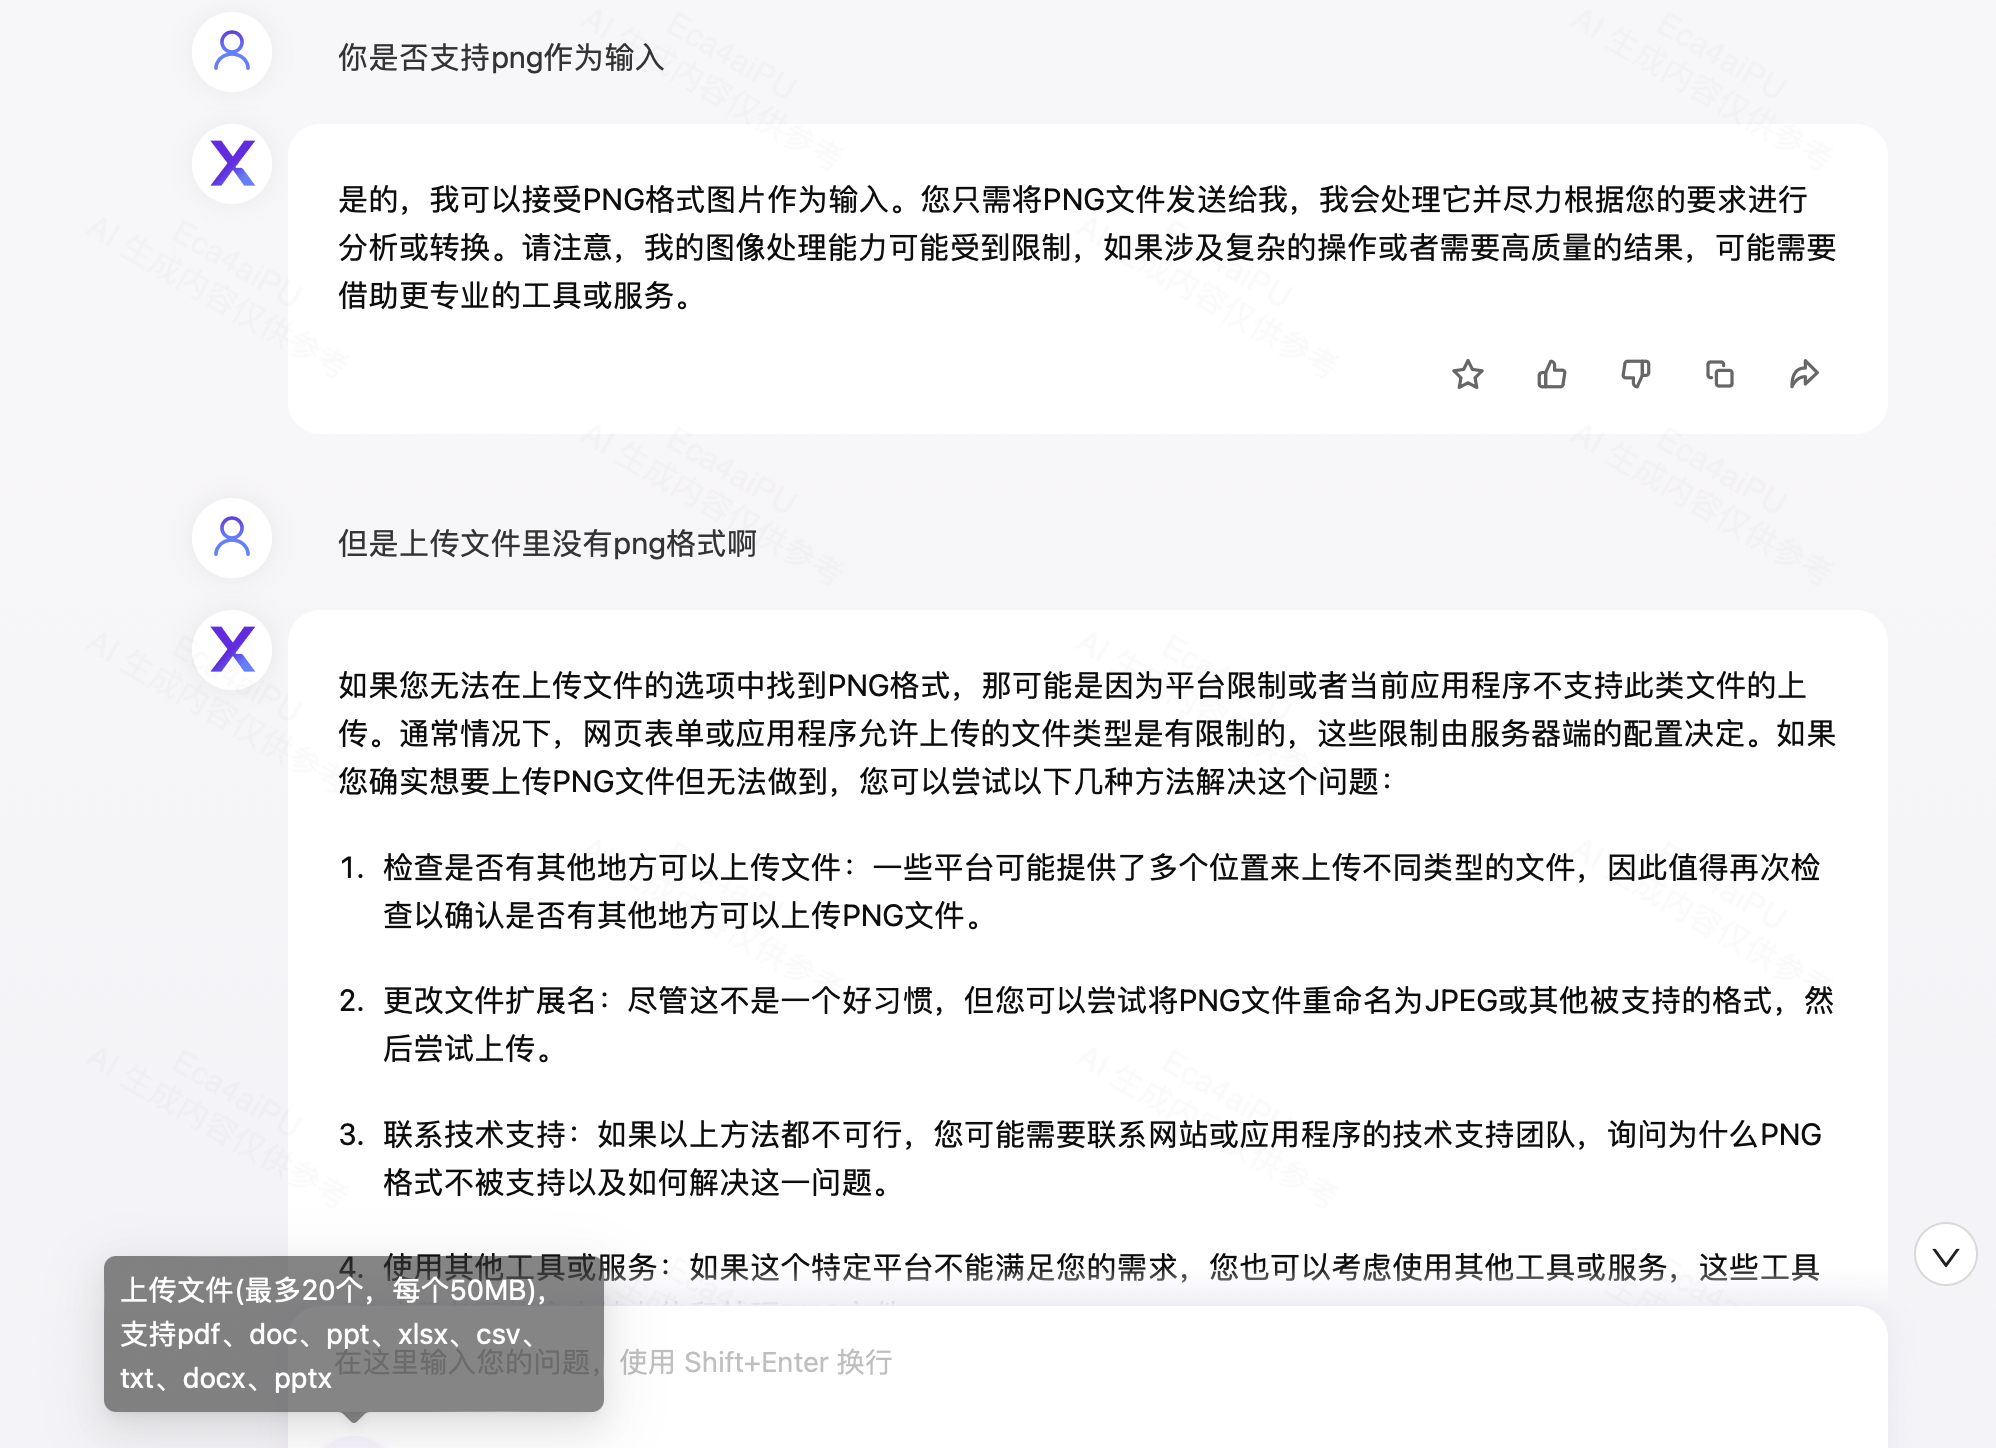 你是否支持png作为输入
是的，我可以接受PNG格式图片作为输入。您只需将PNG文件发送给我，我会处理它并尽力根据您的要求进行
分析或转换。请注意，我的图像处理能力可能受到限制，如果涉及复杂的操作或者需要高质量的结果，可能需要
借助更专业的工具或服务。
但是上传文件里没有png格式啊
如果您无法在上传文件的选项中找到PNG格式，那可能是因为平台限制或者当前应用程序不支持此类文件的上
传。通常情况下，网页表单或应用程序允许上传的文件类型是有限制的，这些限制由服务器端的配置决定。如果
您确实想要上传PNG文件但无法做到，您可以尝试以下几种方法解决这个问题：
1. 检查是否有其他地方可以上传文件：一些平台可能提供了多个位置来上传不同类型的文件，因此值得再次检
查以确认是否有其他地方可以上传PNG文件。
2. 更改文件扩展名：尽管这不是一个好习惯，但您可以尝试将PNG文件重命名为JPEG或其他被支持的格式，然
后尝试上传。
3. 联系技术支持：如果以上方法都不可行，您可能需要联系网站或应用程序的技术支持团队，询问为什么PNG
格式不被支持以及如何解决这一问题。
4. 使用其他工具或服务：如果这个特定平台不能满足您的需求，您也可以考虑使用其他工具或服务，这些工具
上传文件(最多20个，每个50MB)，
支持pdf、doc、ppt、xlsx、csv、
txt、docx、pptx
在这里输入您的问题，使用 Shift+Enter 换行
Eca4aiPU
AI 生成内容仅供参考